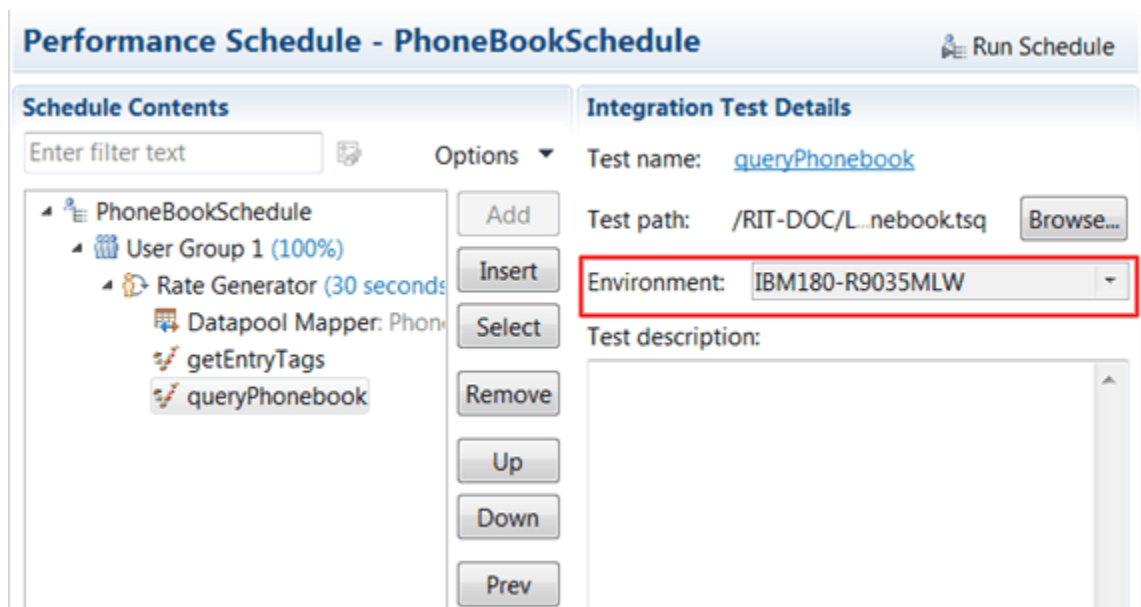 Performance Schedule - PhoneBookSchedule
Run Schedule
Schedule Contents
Enter filter text
Options
PhoneBookSchedule
User Group 1 (100%)
Rate Generator (30 seconds
Datapool Mapper: Phon
getEntryTags
queryPhonebook
Add
Insert
Select
Remove
Up
Down
Prev
Integration Test Details
Test name: queryPhonebook
Test path: /RIT-DOC/L...nebook.tsq Browse...
Environment: IBM180-R9035MLW
Test description: